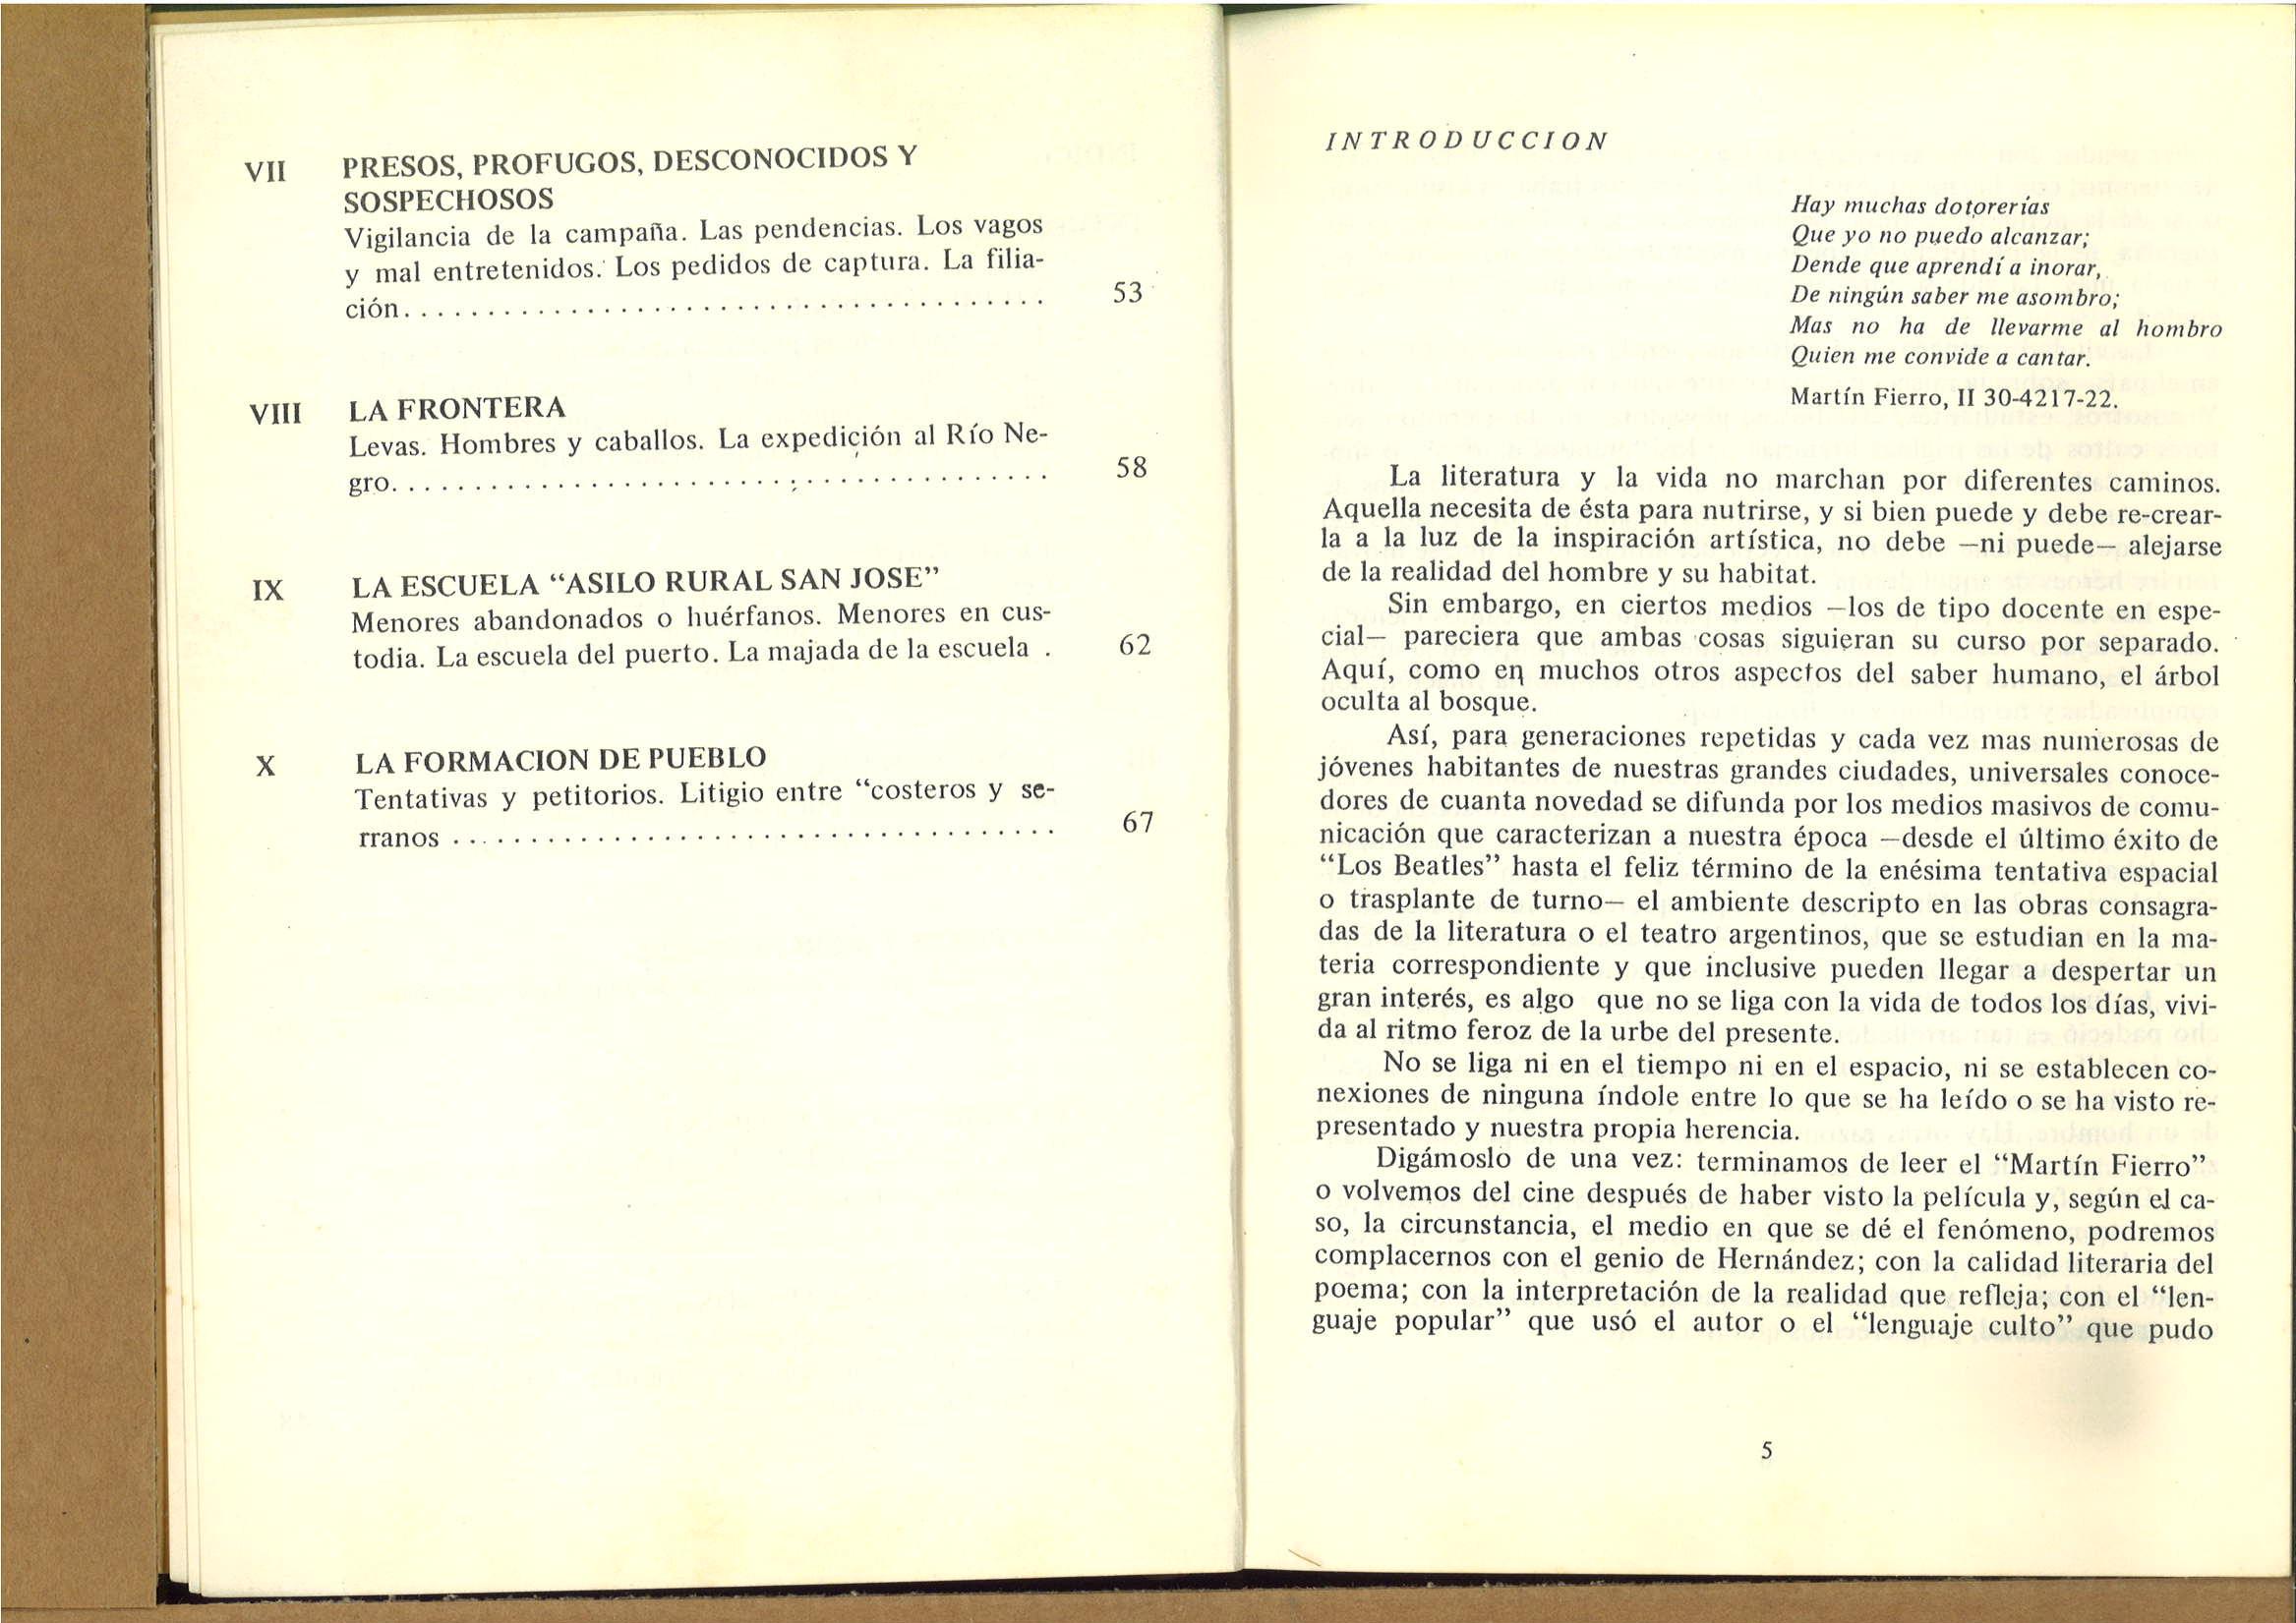 VII PRESOS, PROFUGOS, DESCONOCIDOS Y
SOSPECHOSOS
Vigilancia de la campaña. Las pendencias. Los vagos
y mal entretenidos. Los pedidos de captura. La filia-
ción. . . . . . . . . . . . . . . . . . . . . . . . . . . . . . . . . . . . . . . 53
VIII LA FRONTERA
Levas. Hombres y caballos. La expedición al Río Ne-
gro. . . . . . . . . . . . . . . . . . . . . . . . . . . . . . . . . . . . . . . 58
IX LA ESCUELA “ASILO RURAL SAN JOSE”
Menores abandonados o huérfanos. Menores en cus-
todia. La escuela del puerto. La majada de la escuela . 62
X LA FORMACION DE PUEBLO
Tentativas y petitorios. Litigio entre “costeros y se-
rranos . . . . . . . . . . . . . . . . . . . . . . . . . . . . . . . . . . . . 67
INTRODUCCION
Hay muchas dotorerías
Que yo no puedo alcanzar;
Dende que aprendí a inorar,
De ningún saber me asombro;
Mas no ha de llevarme al hombro
Quien me convide a cantar.
Martín Fierro, II 30-4217-22.
La literatura y la vida no marchan por diferentes caminos.
Aquella necesita de ésta para nutrirse, y si bien puede y debe re-crear-
la a la luz de la inspiración artística, no debe —ni puede— alejarse
de la realidad del hombre y su habitat.
Sin embargo, en ciertos medios —los de tipo docente en espe-
cial— pareciera que ambas cosas siguieran su curso por separado.
Aquí, como en muchos otros aspectos del saber humano, el árbol
oculta al bosque.
Así, para generaciones repetidas y cada vez mas numerosas de
jóvenes habitantes de nuestras grandes ciudades, universales conoce-
dores de cuanta novedad se difunda por los medios masivos de comu-
nicación que caracterizan a nuestra época —desde el último éxito de
“Los Beatles” hasta el feliz término de la enésima tentativa espacial
o trasplante de turno— el ambiente descripto en las obras consagra-
das de la literatura o el teatro argentinos, que se estudian en la ma-
teria correspondiente y que inclusive pueden llegar a despertar un
gran interés, es algo que no se liga con la vida de todos los días, vivi-
da al ritmo feroz de la urbe del presente.
No se liga ni en el tiempo ni en el espacio, ni se establecen co-
nexiones de ninguna índole entre lo que se ha leído o se ha visto re-
presentado y nuestra propia herencia.
Digámoslo de una vez: terminamos de leer el “Martín Fierro”
o volvemos del cine después de haber visto la película y, según el ca-
so, la circunstancia, el medio en que se dé el fenómeno, podremos
complacernos con el genio de Hernández; con la calidad literaria del
poema; con la interpretación de la realidad que refleja; con el “len-
guaje popular” que usó el autor o el “lenguaje culto” que pudo
5